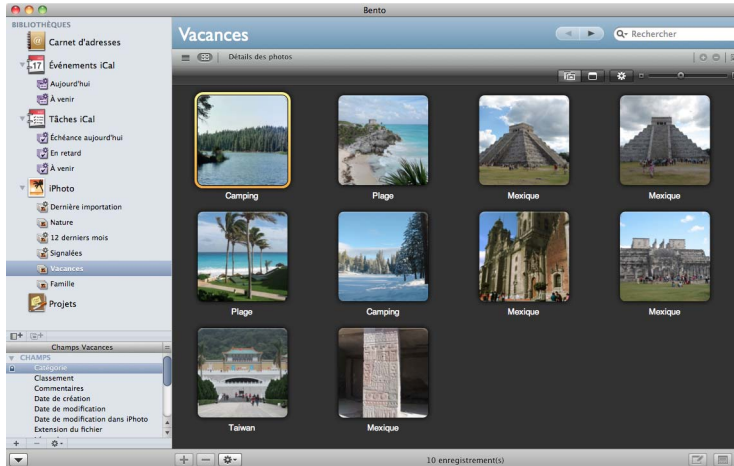 Bento
BIBLIOTHÈQUES
Carnet d'adresses
17
Événements iCal
Aujourd'hui
À venir
Tâches iCal
Échéance aujourd'hui
En retard
À venir
iPhoto
Dernière importation
Nature
12 derniers mois
Signalées
Vacances
Famille
Projets
Champs Vacances
CHAMPS
Catégorie
Classement
Commentaires
Date de création
Date de modification
Date de modification dans iPhoto
Extension du fichier
Vacances
Rechercher
Détails des photos
Camping
Plage
Mexique
Mexique
Plage
Camping
Mexique
Mexique
Taiwan
Mexique
10 enregistrement(s)